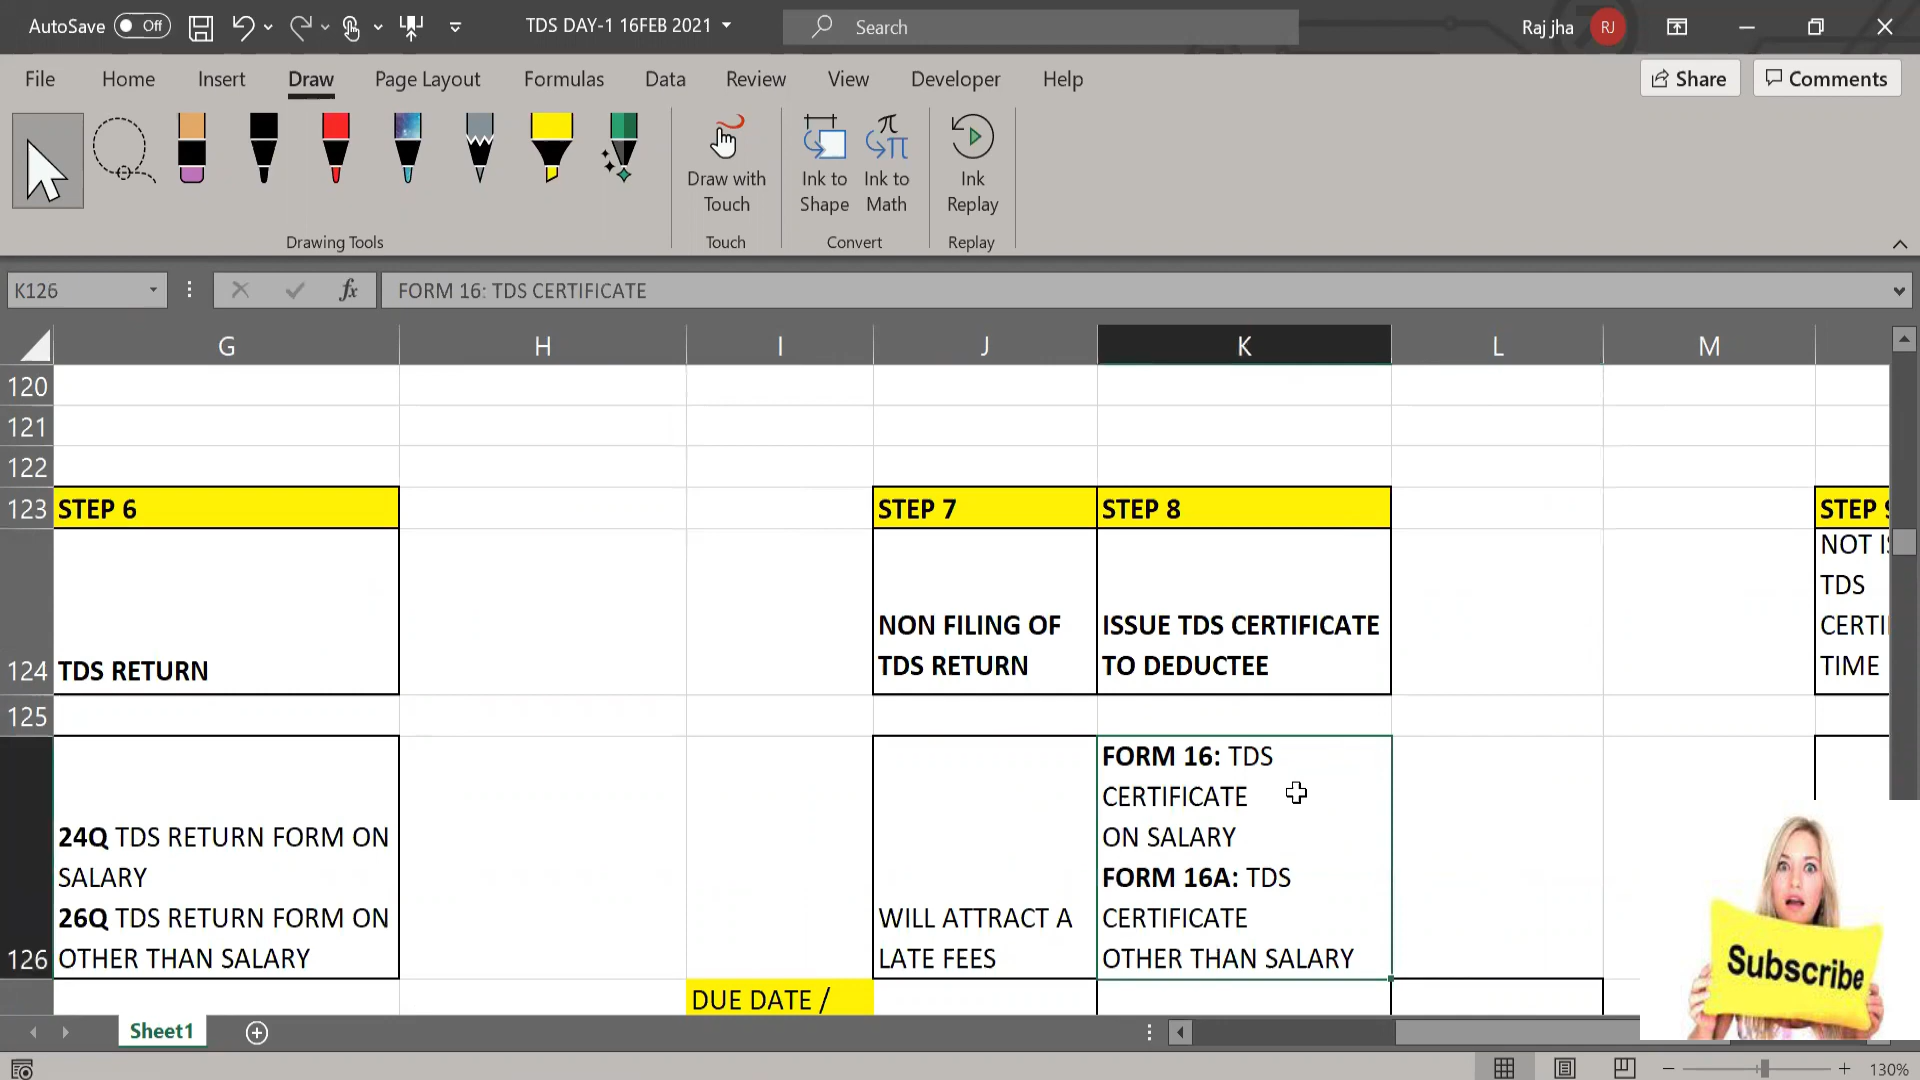 AutoSave Off TDS DAY-1 16FEB 2021 Search Raj jha RJ
File Home Insert Draw Page Layout Formulas Data Review View Developer Help Share Comments
Draw with
Touch
Ink to
Shape
Ink to
Math
Ink
Replay
Drawing Tools Touch Convert Replay
K126 fx FORM 16: TDS CERTIFICATE
G H I J K L M
120
121
122
123 STEP 6 STEP 7 STEP 8 STEP 9
124 TDS RETURN
NON FILING OF
TDS RETURN
ISSUE TDS CERTIFICATE
TO DEDUCTEE
NOT IS
TDS
CERTI
TIME
125
126
24Q TDS RETURN FORM ON
SALARY
26Q TDS RETURN FORM ON
OTHER THAN SALARY
WILL ATTRACT A
LATE FEES
FORM 16: TDS
CERTIFICATE
ON SALARY
FORM 16A: TDS
CERTIFICATE
OTHER THAN SALARY
DUE DATE /
Subscribe
Sheet1
130%